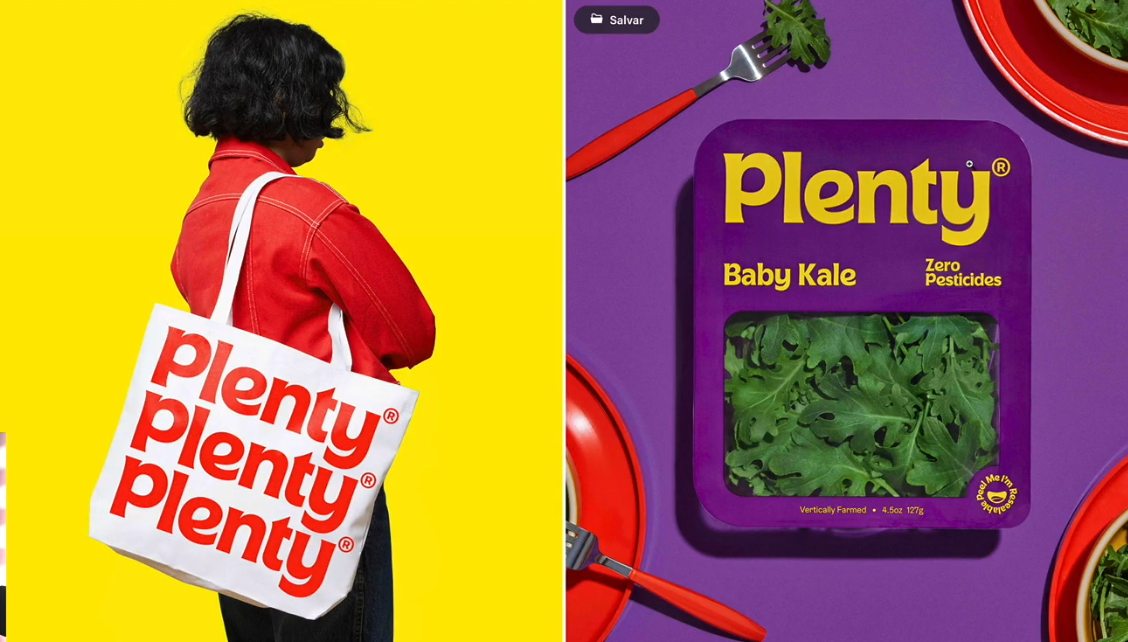 Plenty®
Plenty®
Plenty®
Salvar
Plenty®
Baby Kale
Zero
Pesticides
Vertically Farmed • 4.5oz 127g
Peel Me I'm Resealable